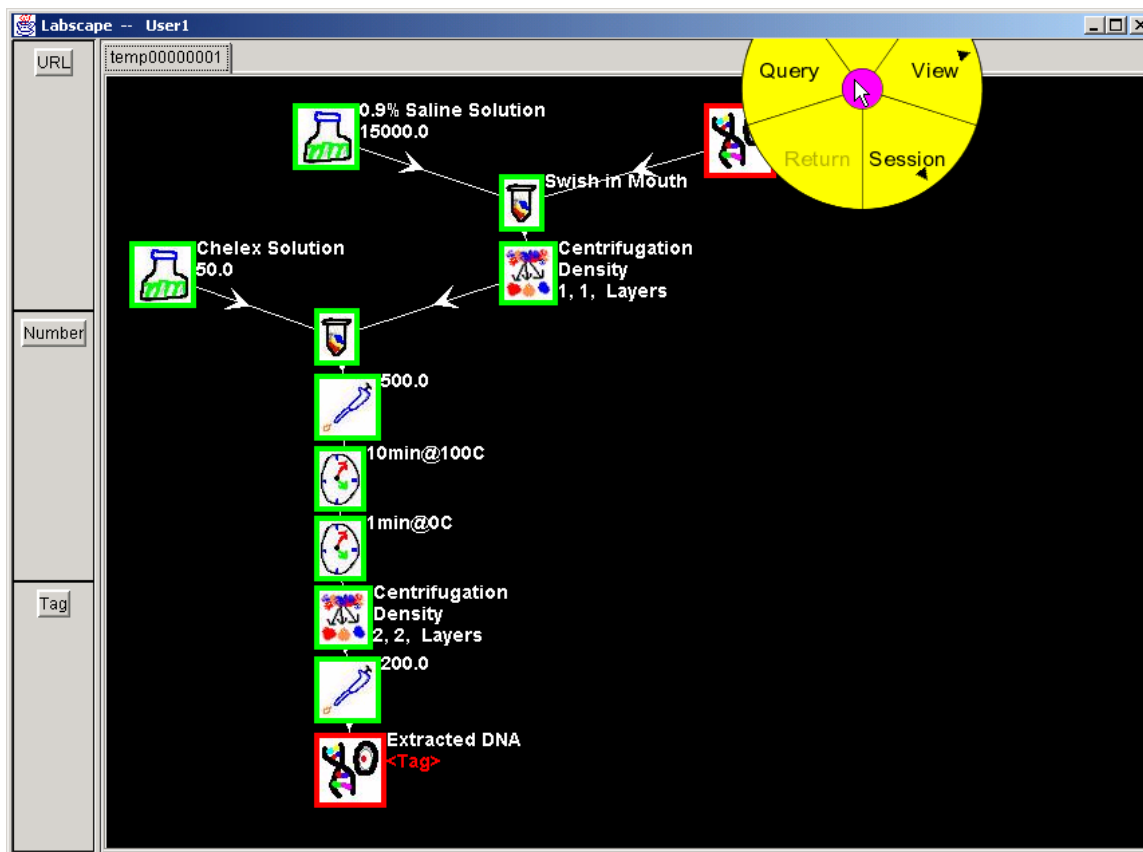 Labscape -- User1
URL
Number
Tag
temp00000001
Query
View
Return
Session
0.9% Saline Solution
15000.0
Swish in Mouth
Chelex Solution
50.0
Centrifugation
Density
1, 1, Layers
500.0
10min@100C
1min@0C
Centrifugation
Density
2, 2, Layers
200.0
Extracted DNA
<Tag>